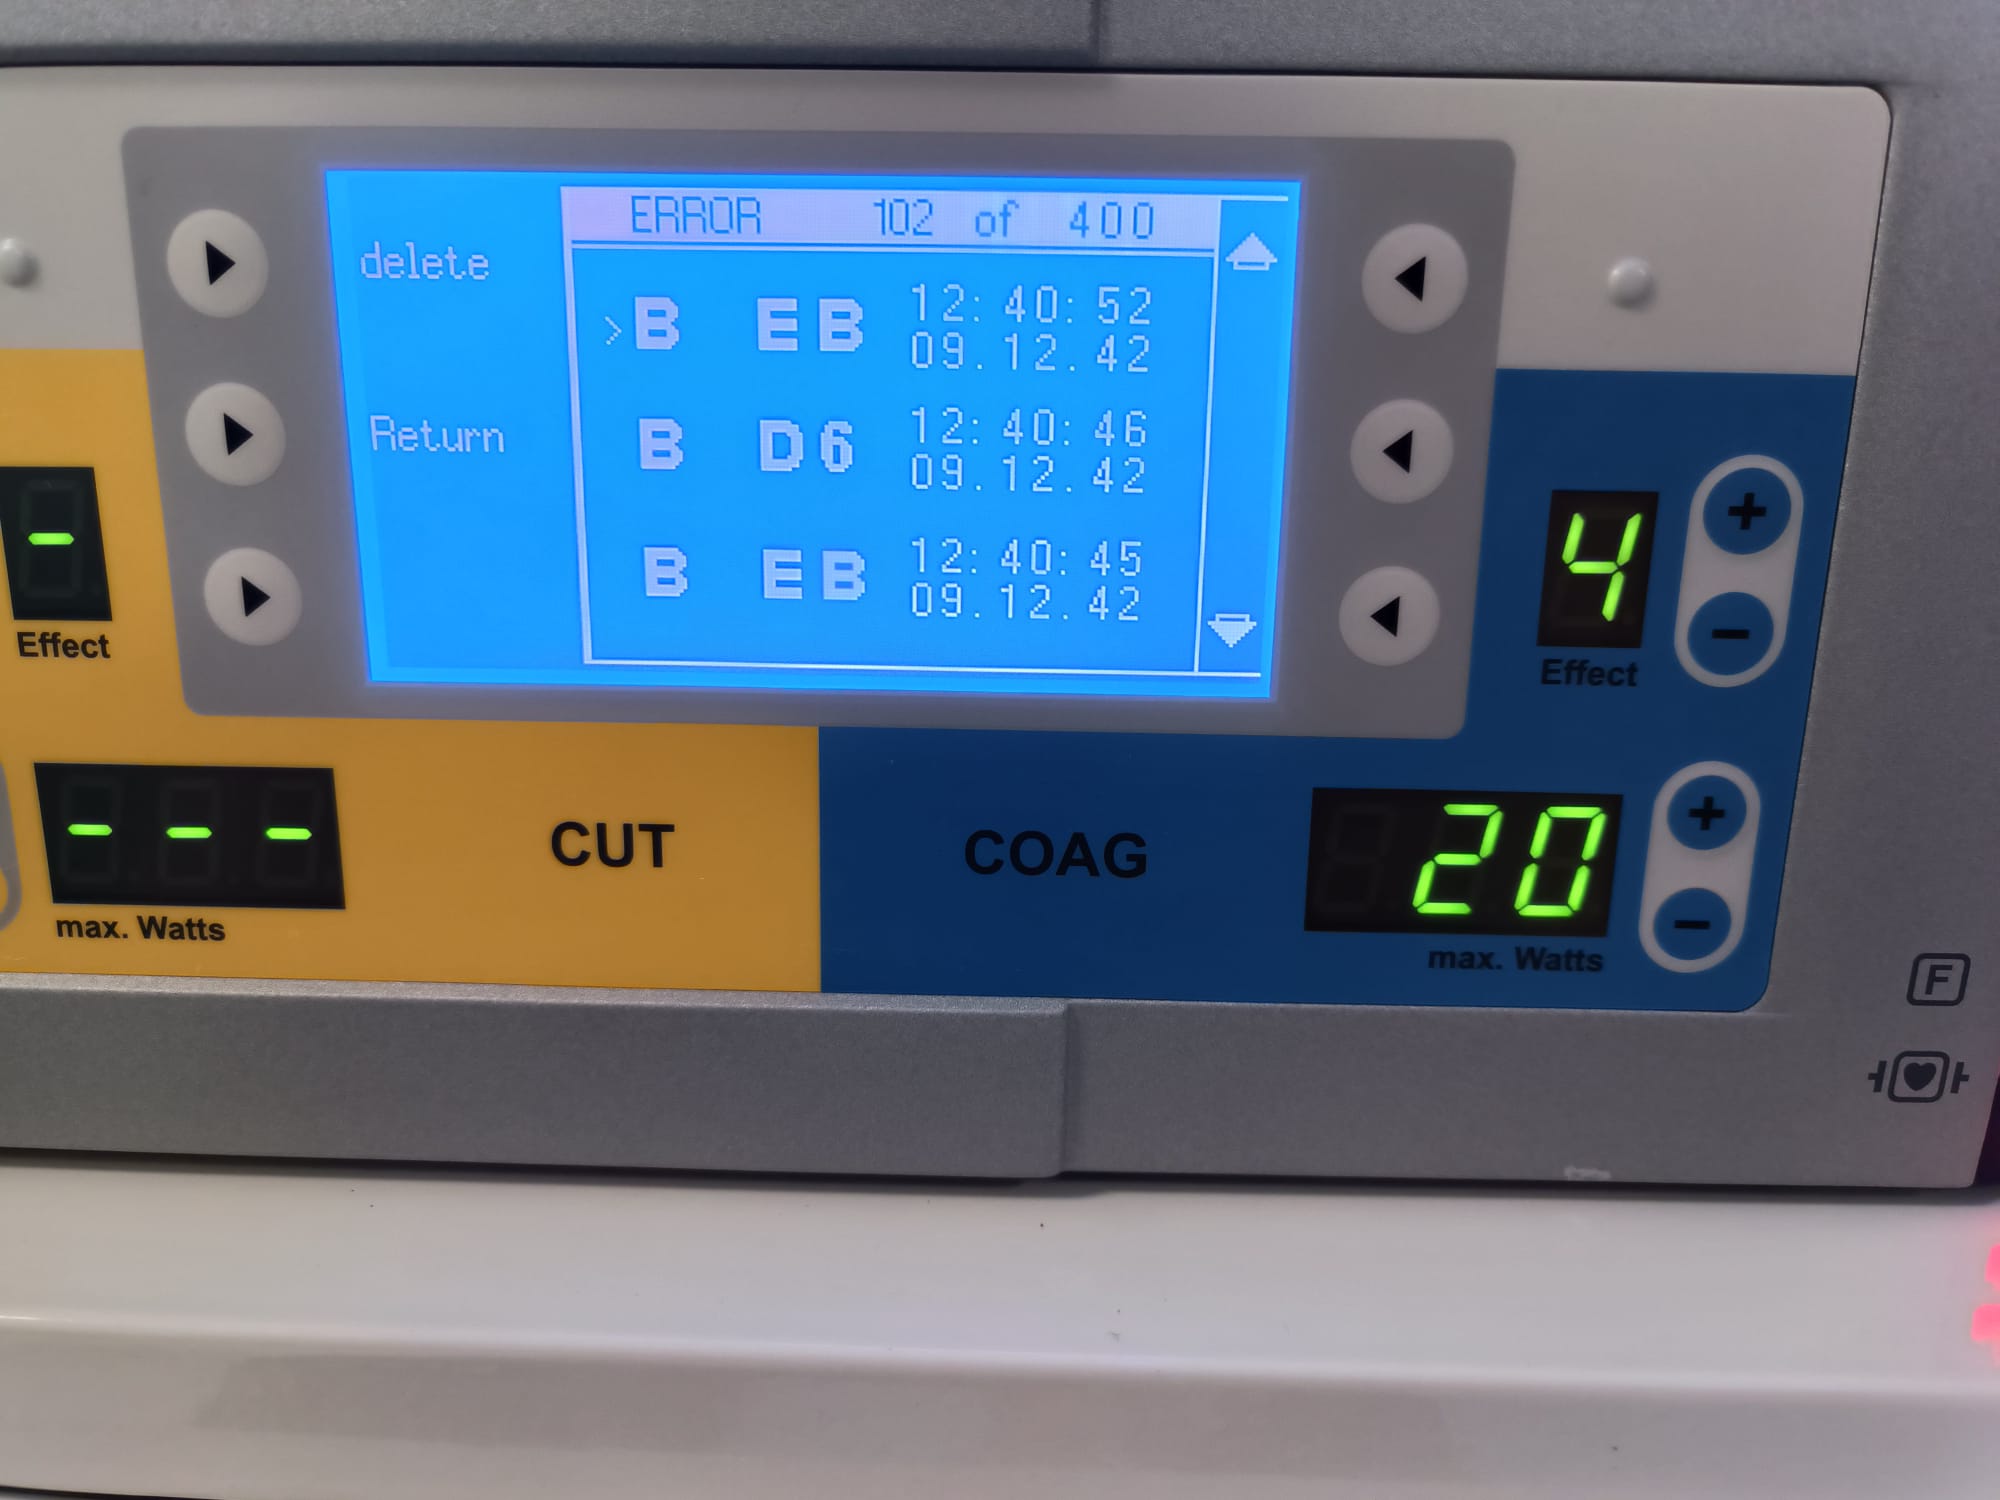 ERROR 102 of 400
delete
>B EB 12:40:52
09.12.42
Return
B D6 12:40:46
09.12.42
B EB 12:40:45
09.12.42
-
Effect
4
+
-
Effect
- - -
max. Watts
CUT
COAG
20
+
-
max. Watts
F